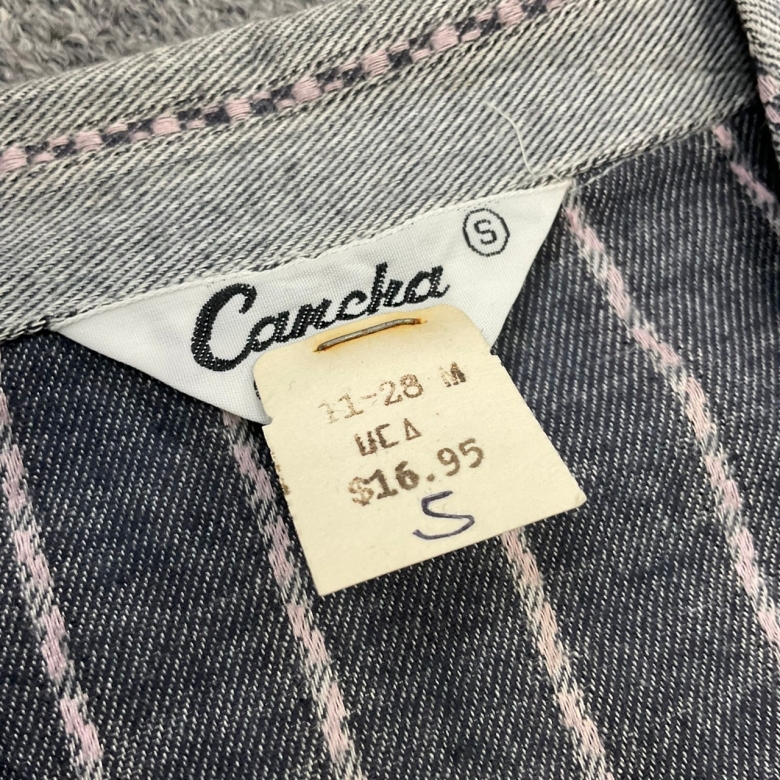 S
Cancha
11-28 M
WCA
$16.95
S